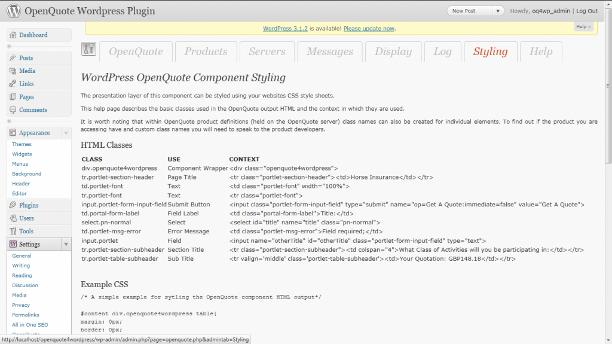 OpenQuote Wordpress Plugin
New Post
Howdy, oq4wp_admin | Log Out
WordPress 3.1.2 is available! Please update now.
Help
Dashboard
Posts
Media
Links
Pages
Comments
Appearance
Themes
Widgets
Menus
Background
Header
Editor
Plugins
Users
Tools
Settings
General
Writing
Reading
Discussion
Media
Privacy
Permalinks
All in One SEO
OpenQuote Products Servers Messages Display Log Styling Help
WordPress OpenQuote Component Styling
The presentation layer of this component can be styled using your websites CSS style sheets.
This help page describes the basic classes used in the OpenQuote output HTML and the context in which they are used.
It is worth noting that within OpenQuote product definitions (held on the OpenQuote server) class names can also be created for individual elements. To find out if the product you are
accessing have and custom class names you will need to speak to the product developers.
HTML Classes
CLASS USE CONTEXT
div.openquote4wordpress Component Wrapper <div class="openquote4wordpress">
tr.portlet-section-header Page Title <tr class="portlet-section-header"><td>Horse Insurance</td></tr>
td.portlet-font Text <td class="portlet-font" width="100%">
tr.portlet-font Text <tr class="portlet-font">
input.portlet-form-input-field Submit Button <input class="portlet-form-input-field" type="submit" name="op=Get A Quote:immediate=false" value="Get A Quote">
td.portal-form-label Field Label <td class="portal-form-label">Title:</td>
select.pn-normal Select <select id="title" name="title" class="pn-normal">
td.portlet-msg-error Error Message <td class="portlet-msg-error">Field required;</td>
input.portlet Field <input name="otherTitle" id="otherTitle" class="portlet-form-input-field" type="text">
tr.portlet-section-subheader Section Title <tr class="portlet-section-subheader"><td colspan="4">What Class of Activities will you be participating in:</td></tr>
tr.portlet-table-subheader Sub Title <tr valign='middle' class="portlet-table-subheader"><td>Your Quotation: GBP148.18</td></tr>
Example CSS
/* A simple example for sytling the OpenQuote component HTML output*/
#content div.openquote4wordpress table{
margin: 0px;
border: 0px;
http://localhost/openquote4wordpress/wp-admin/admin.php?page=openquote.php&admintab=Styling